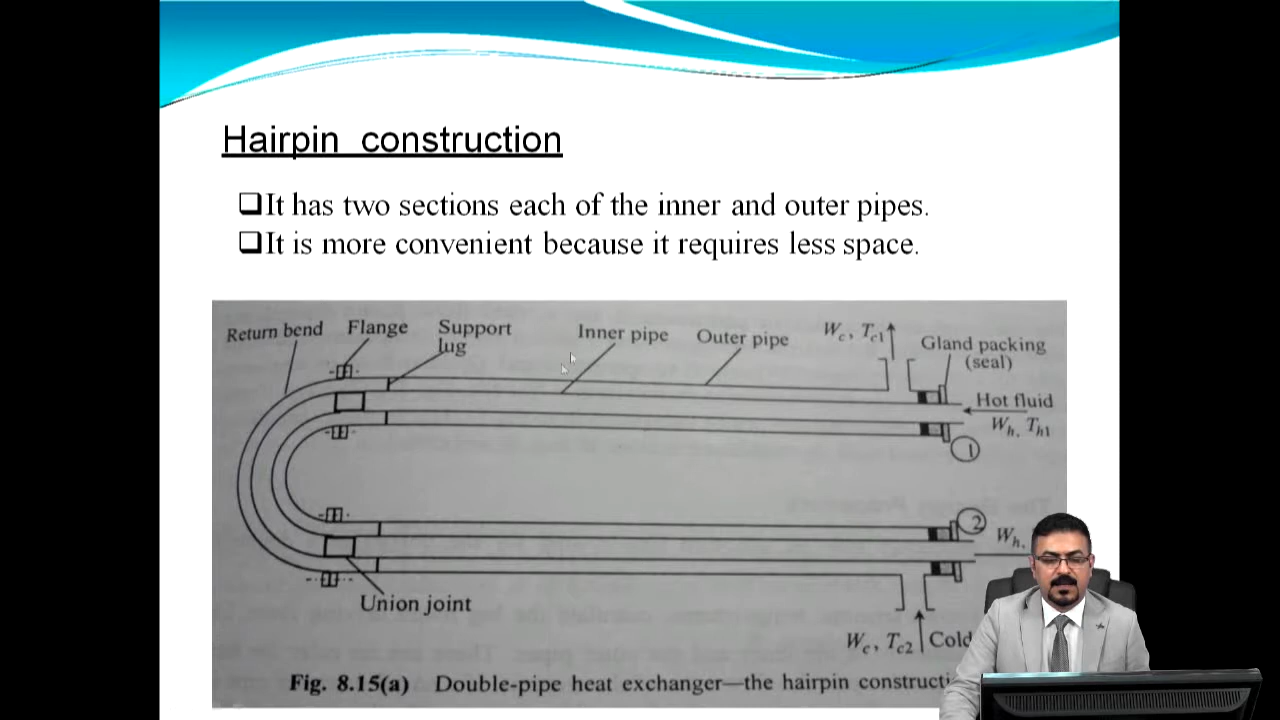 Hairpin construction
❑It has two sections each of the inner and outer pipes.
❑It is more convenient because it requires less space.
Return bend
Flange
Support
lug
Inner pipe
Outer pipe
Wc, Tc1
Gland packing
(seal)
Hot fluid
Wh, Th1
1
2
Wh,
Union joint
Wc, Tc2
Cold
Fig. 8.15(a) Double-pipe heat exchanger—the hairpin constructi